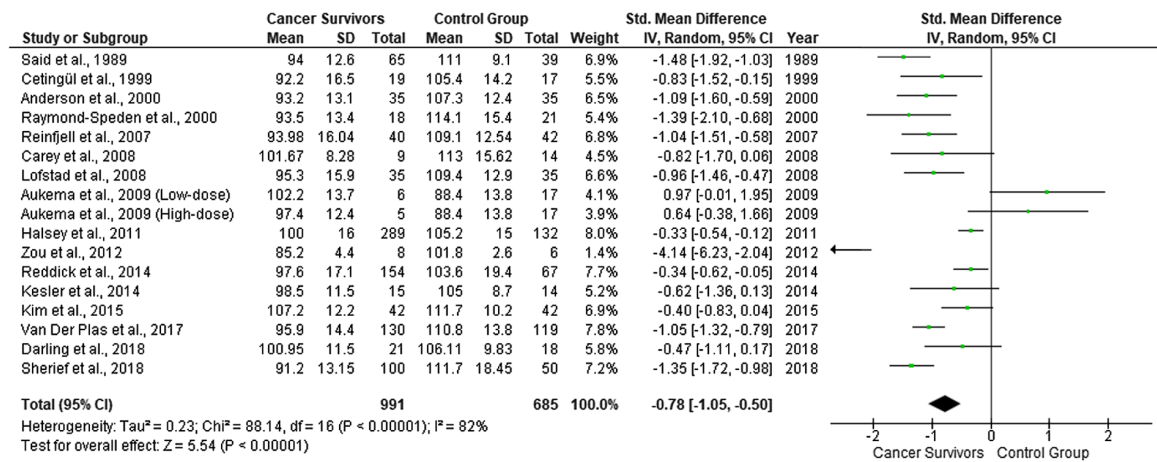 Cancer Survivors Control Group Std. Mean Difference Std. Mean Difference
Study or Subgroup Mean SD Total Mean SD Total Weight IV, Random, 95% CI Year IV, Random, 95% CI
Said et al., 1989 94 12.6 65 111 9.1 39 6.9% -1.48 [-1.92, -1.03] 1989
Cetingül et al., 1999 92.2 16.5 19 105.4 14.2 17 5.5% -0.83 [-1.52, -0.15] 1999
Anderson et al., 2000 93.2 13.1 35 107.3 12.4 35 6.5% -1.09 [-1.60, -0.59] 2000
Raymond-Speden et al., 2000 93.5 13.4 18 114.1 15.4 21 5.4% -1.39 [-2.10, -0.68] 2000
Reinfjell et al., 2007 93.98 16.04 40 109.1 12.54 42 6.8% -1.04 [-1.51, -0.58] 2007
Carey et al., 2008 101.67 8.28 9 113 15.62 14 4.5% -0.82 [-1.70, 0.06] 2008
Lofstad et al., 2008 95.3 15.9 35 109.4 12.9 35 6.6% -0.96 [-1.46, -0.47] 2008
Aukema et al., 2009 (Low-dose) 102.2 13.7 6 88.4 13.8 17 4.1% 0.97 [-0.01, 1.95] 2009
Aukema et al., 2009 (High-dose) 97.4 12.4 5 88.4 13.8 17 3.9% 0.64 [-0.38, 1.66] 2009
Halsey et al., 2011 100 16 289 105.2 15 132 8.1% -0.33 [-0.54, -0.12] 2011
Zou et al., 2012 85.2 4.4 8 101.8 2.6 6 1.5% -4.14 [-6.23, -2.04] 2012
Reddick et al., 2014 97.6 17.1 154 103.6 19.4 67 7.8% -0.34 [-0.62, -0.05] 2014
Kesler et al., 2014 98.5 11.5 15 105 8.7 14 5.2% -0.62 [-1.36, 0.13] 2014
Kim et al., 2015 107.2 12.2 42 111.7 10.2 42 6.9% -0.40 [-0.83, 0.04] 2015
Van Der Plas et al., 2017 95.9 14.4 130 110.8 13.8 119 7.8% -1.05 [-1.32, -0.79] 2017
Darling et al., 2018 100.95 11.5 21 106.11 9.83 18 5.8% -0.47 [-1.11, 0.17] 2018
Sherief et al., 2018 91.2 13.15 100 111.7 18.45 50 7.2% -1.35 [-1.72, -0.98] 2018
Total (95% CI) 991 685 100.0% -0.78 [-1.05, -0.50]
Heterogeneity: Tau² = 0.23; Chi² = 88.14, df = 16 (P < 0.00001); I² = 82%
Test for overall effect: Z = 5.54 (P < 0.00001)
-2 -1 0 1 2
Cancer Survivors Control Group